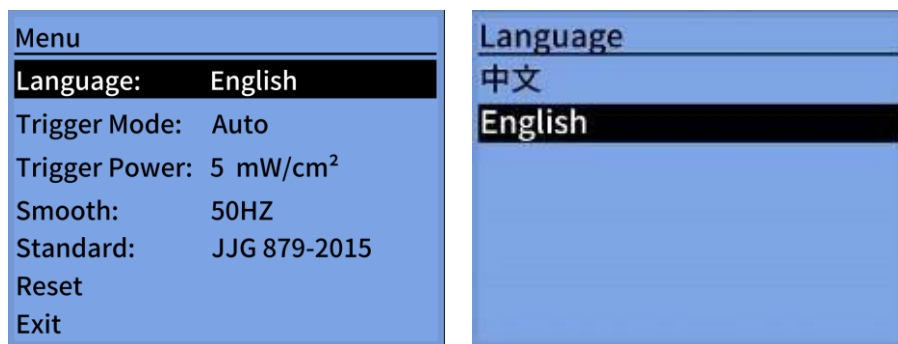 Menu
Language: English
Trigger Mode: Auto
Trigger Power: 5 mW/cm²
Smooth: 50HZ
Standard: JJG 879-2015
Reset
Exit
Language
中文
English